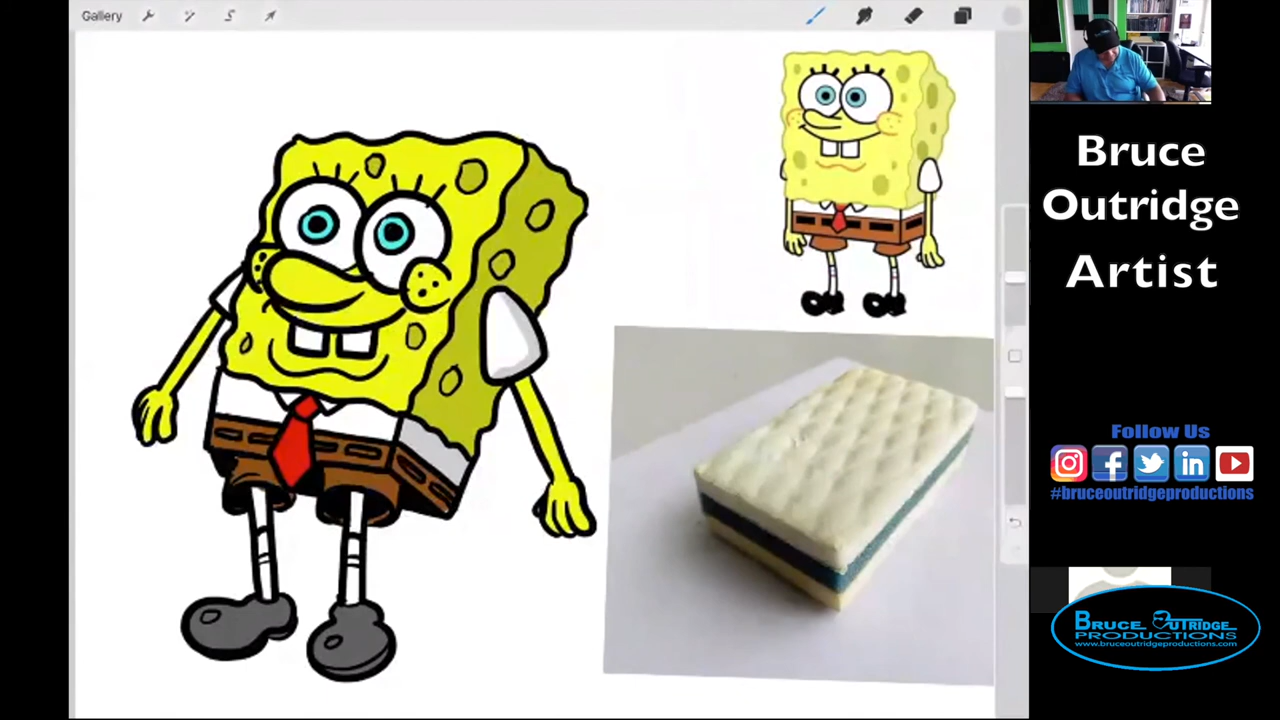 Gallery
Bruce
Outridge
Artist
Follow Us
#bruceoutridgeproductions
BRUCE OUTRIDGE
PRODUCTIONS
www.bruceoutridgeproductions.com